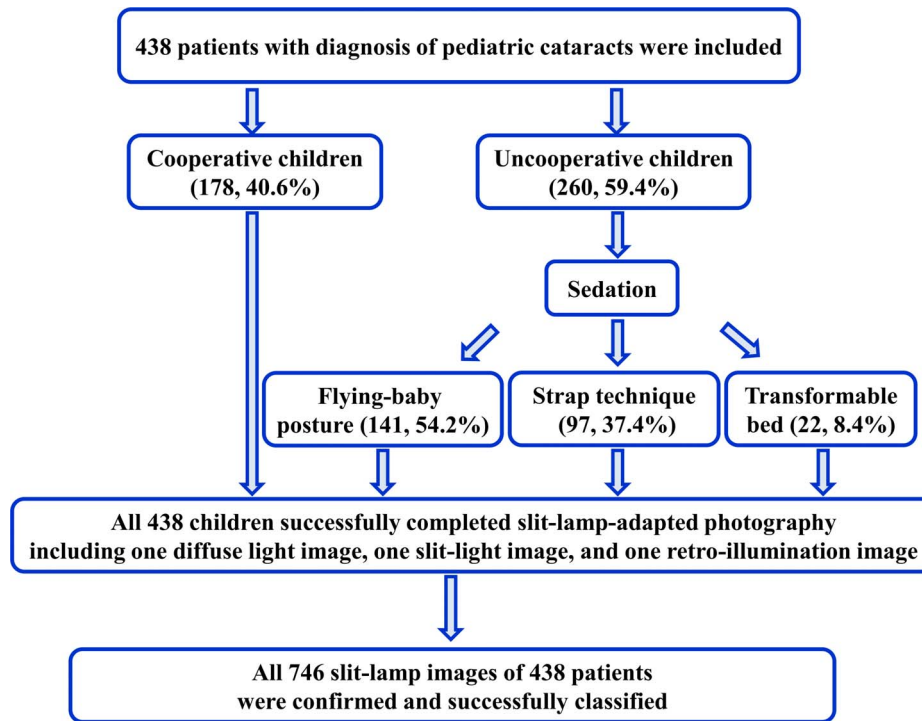 438 patients with diagnosis of pediatric cataracts were included
Cooperative children
(178, 40.6%)
Uncooperative children
(260, 59.4%)
Sedation
Flying-baby
posture (141, 54.2%)
Strap technique
(97, 37.4%)
Transformable
bed (22, 8.4%)
All 438 children successfully completed slit-lamp-adapted photography
including one diffuse light image, one slit-light image, and one retro-illumination image
All 746 slit-lamp images of 438 patients
were confirmed and successfully classified